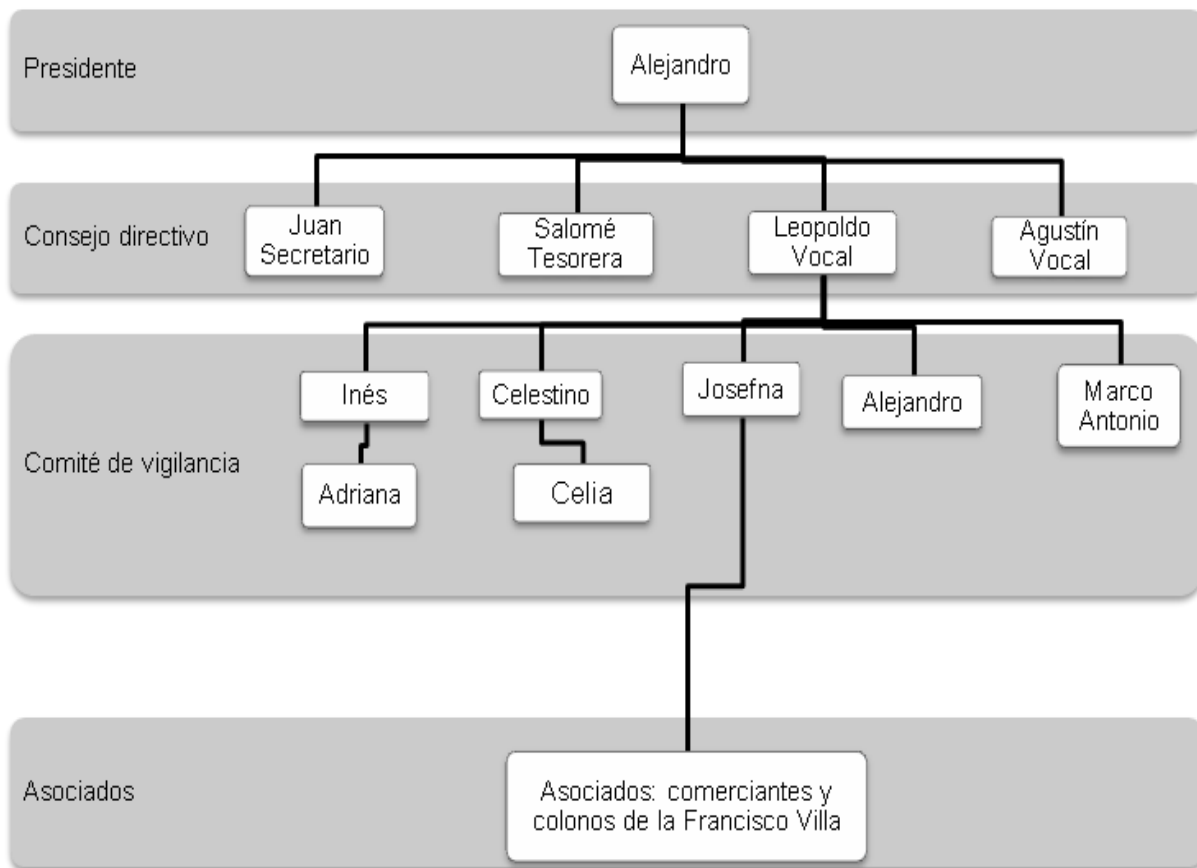 Presidente
Alejandro
Consejo directivo
Juan
Secretario
Salomé
Tesorera
Leopoldo
Vocal
Agustín
Vocal
Comité de vigilancia
Inés
Celestino
Josefna
Alejandro
Marco
Antonio
Adriana
Celia
Asociados
Asociados: comerciantes y
colonos de la Francisco Villa